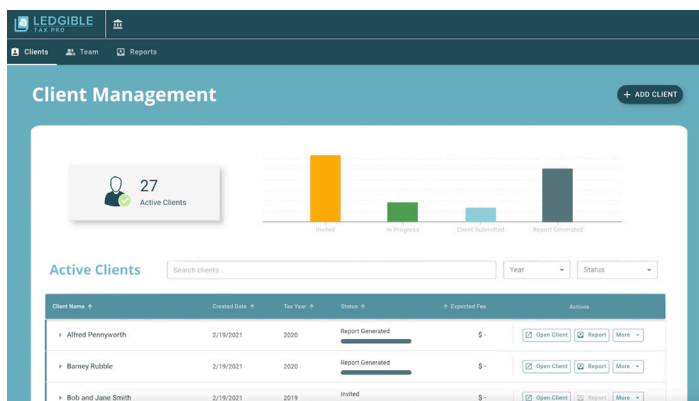 LEDGIBLE
TAX PRO
Clients Team Reports
Client Management
+ ADD CLIENT
27
Active Clients
Invited In Progress Client Submitted Report Generated
Active Clients
Search clients... Year Status
Client Name ↑ Created Date ↑ Tax Year ↑ Status ↑ ↑ Expected Fee Actions
Alfred Pennyworth 2/19/2021 2020 Report Generated $ - Open Client Report More
Barney Rubble 2/19/2021 2020 Report Generated $ - Open Client Report More
Bob and Jane Smith 2/19/2021 2019 Invited $ - Open Client Report More